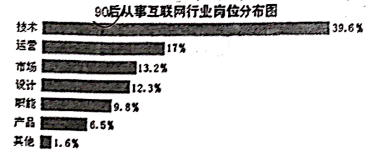 90后从事互联网行业岗位分布图
技术 39.6%
运营 17%
市场 13.2%
设计 12.3%
职能 9.8%
产品 6.5%
其他 1.6%